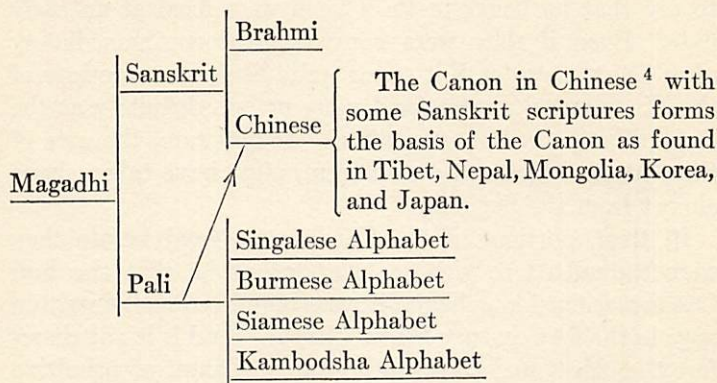 Brahmi
Sanskrit
The Canon in Chinese 4 with
some Sanskrit scriptures forms
Chinese
the basis of the Canon as found
in Tibet, Nepal, Mongolia, Korea,
Magadhi
and Japan.
Singalese Alphabet
Pali
Burmese Alphabet
Siamese Alphabet
Kambodsha Alphabet